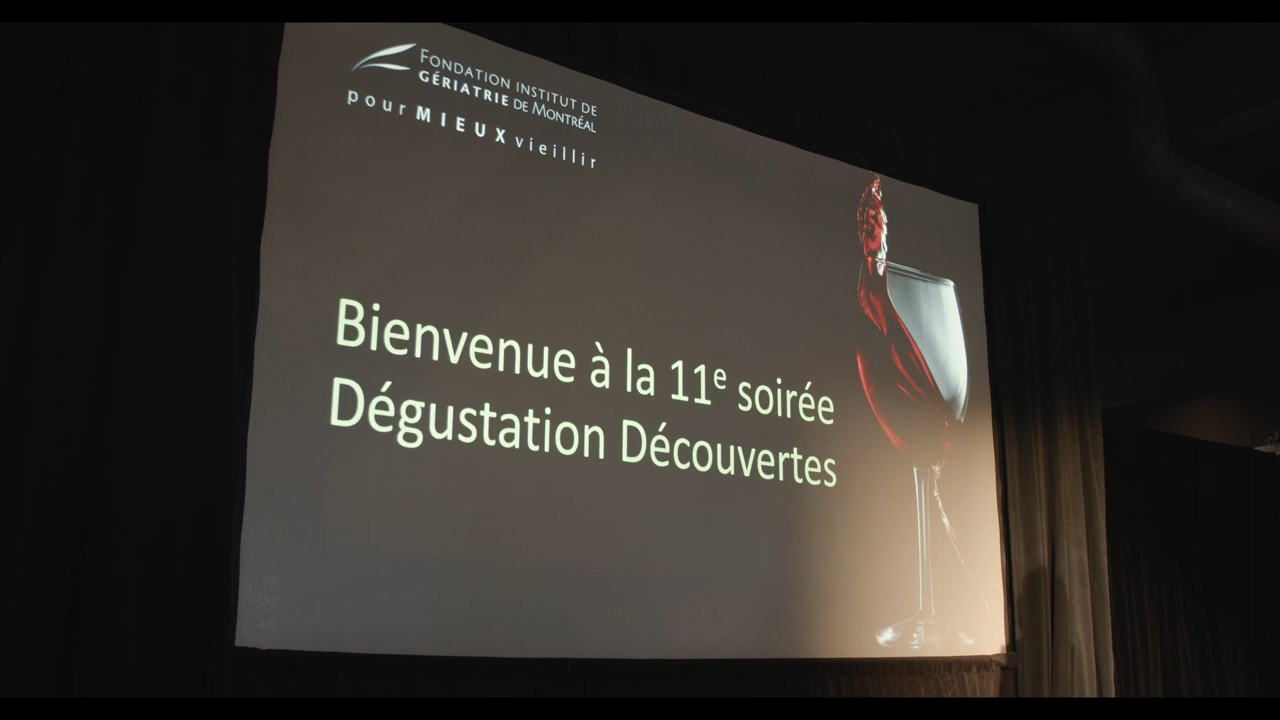 FONDATION INSTITUT DE
GÉRIATRIE DE MONTRÉAL
pour MIEUX vieillir
Bienvenue à la 11e soirée
Dégustation Découvertes